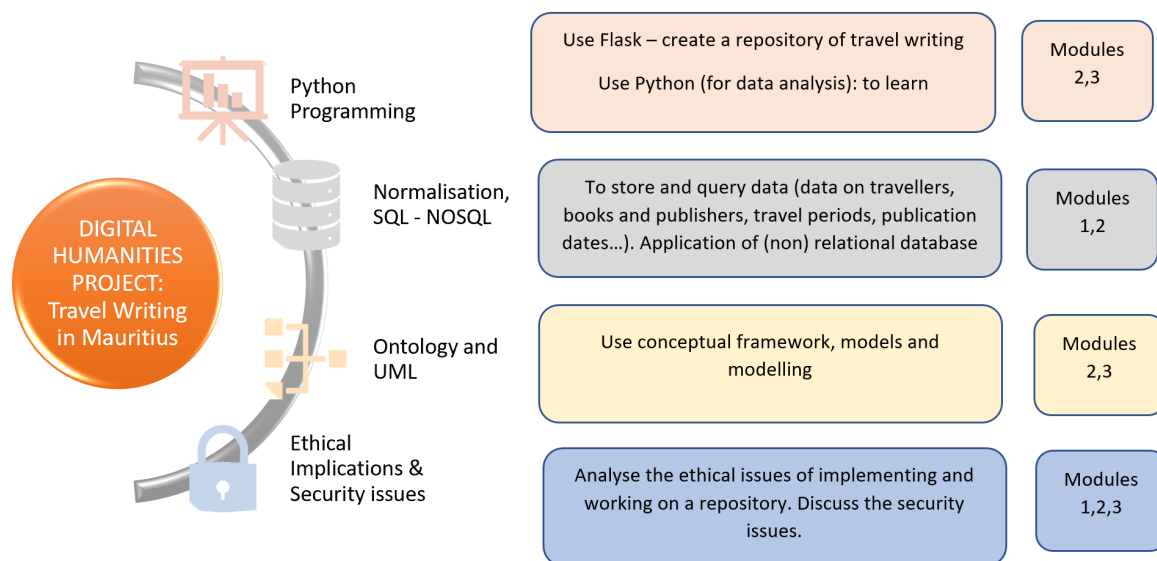 DIGITAL
HUMANITIES
PROJECT:
Travel Writing
in Mauritius
Python
Programming
Use Flask – create a repository of travel writing
Use Python (for data analysis): to learn
Modules
2,3
Normalisation,
SQL - NOSQL
To store and query data (data on travellers,
books and publishers, travel periods, publication
dates…). Application of (non) relational database
Modules
1,2
Ontology and
UML
Use conceptual framework, models and
modelling
Modules
2,3
Ethical
Implications &
Security issues
Analyse the ethical issues of implementing and
working on a repository. Discuss the security
issues.
Modules
1,2,3